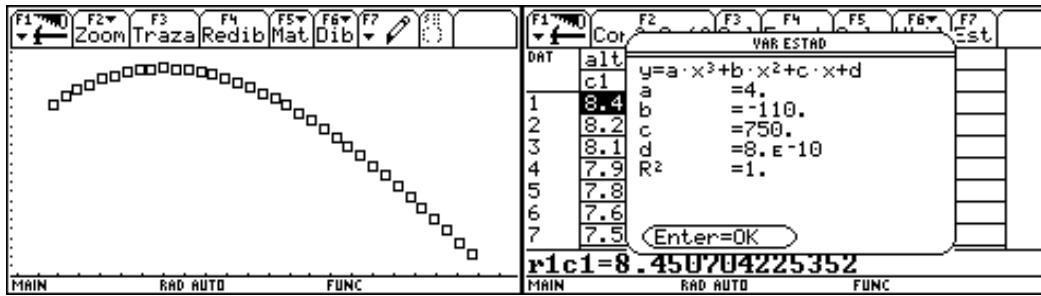 F1 F2 F3 F4 F5 F6 F7
Zoom Traza Redib Mat Dib
MAIN RAD AUTO FUNC
F1 F2 F3 F4 F5 F6 F7
VAR ESTAD
DAT alt
c1
y=a·x³+b·x²+c·x+d
a =4.
b =-110.
c =750.
d =8.E-10
R² =1.
1 8.4
2 8.2
3 8.1
4 7.9
5 7.8
6 7.6
7 7.5
Enter=OK
r1c1=8.450704225352
MAIN RAD AUTO FUNC